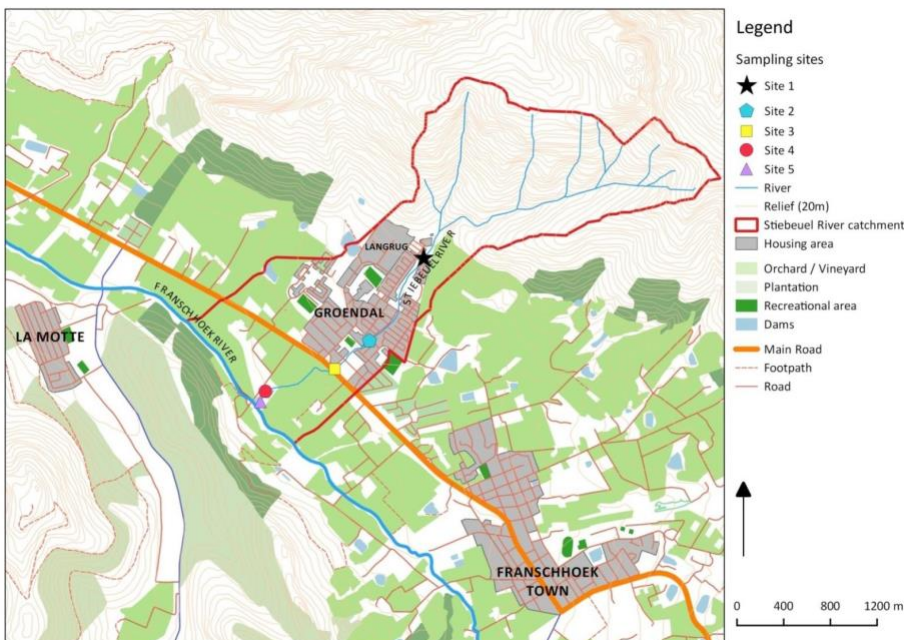 LANGRUG
STIEBEUEL RIVER
GROENDAL
FRANSCHHOEK RIVER
LA MOTTE
FRANSCHHOEK
TOWN
Legend
Sampling sites
Site 1
Site 2
Site 3
Site 4
Site 5
River
Relief (20m)
Stiebeuel River catchment
Housing area
Orchard / Vineyard
Plantation
Recreational area
Dams
Main Road
Footpath
Road
0 400 800 1200 m